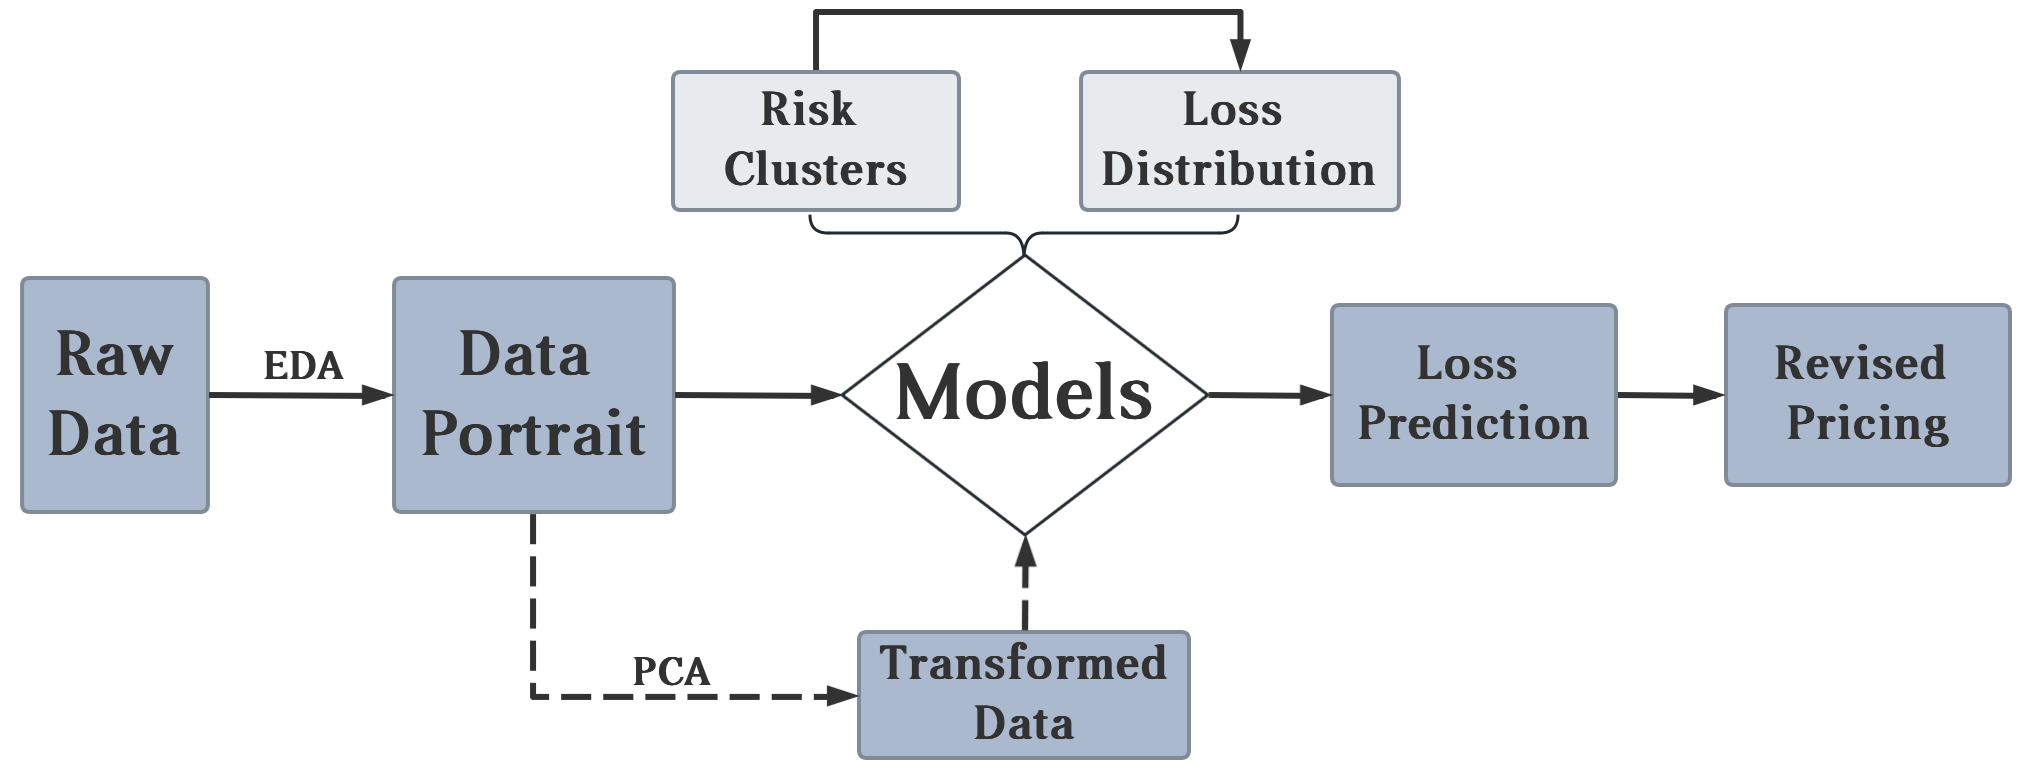 Risk
Clusters
Loss
Distribution
Raw
Data
EDA
Data
Portrait
Models
Loss
Prediction
Revised
Pricing
PCA
Transformed
Data